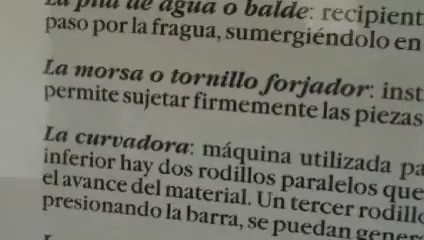 La pila de agua o balde: recipient
paso por la fragua, sumergiéndolo en
La morsa o tornillo forjador: inst
permite sujetar firmemente las piezas
La curvadora: máquina utilizada pa
inferior hay dos rodillos paralelos que
el avance del material. Un tercer rodillo
presionando la barra, se puedan gener